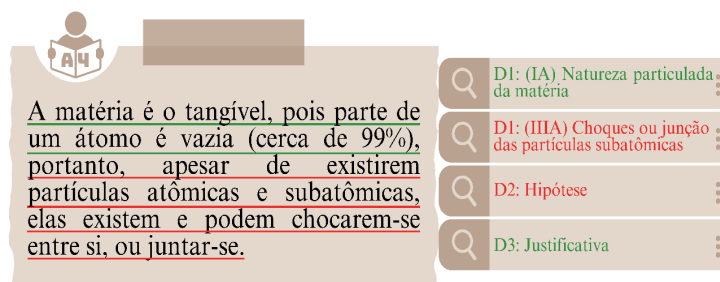 A4
A matéria é o tangível, pois parte de
um átomo é vazia (cerca de 99%),
portanto, apesar de existirem
partículas atômicas e subatômicas,
elas existem e podem chocarem-se
entre si, ou juntar-se.
D1: (IA) Natureza particulada
da matéria
D1: (IIIA) Choques ou junção
das partículas subatômicas
D2: Hipótese
D3: Justificativa